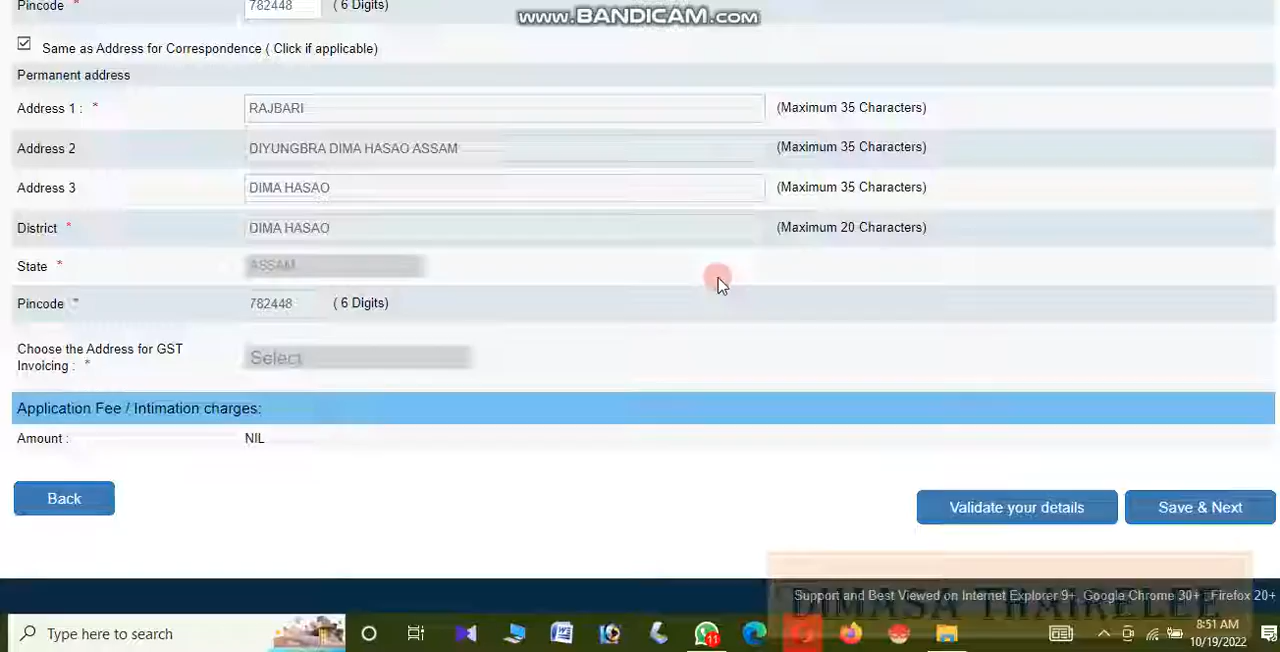 www.BANDICAM.com
Pincode * 782448 ( 6 Digits)
Same as Address for Correspondence ( Click if applicable)
Permanent address
Address 1 : * RAJBARI (Maximum 35 Characters)
Address 2 DIYUNGBRA DIMA HASAO ASSAM (Maximum 35 Characters)
Address 3 DIMA HASAO (Maximum 35 Characters)
District * DIMA HASAO (Maximum 20 Characters)
State * ASSAM
Pincode * 782448 ( 6 Digits)
Choose the Address for GST
Invoicing : * Select
Application Fee / Intimation charges:
Amount : NIL
Back
Validate your details Save & Next
Support and Best Viewed on Internet Explorer 9+, Google Chrome 30+, Firefox 20+
DIMASA THAIRELEE
Type here to search
11
8:51 AM
10/19/2022